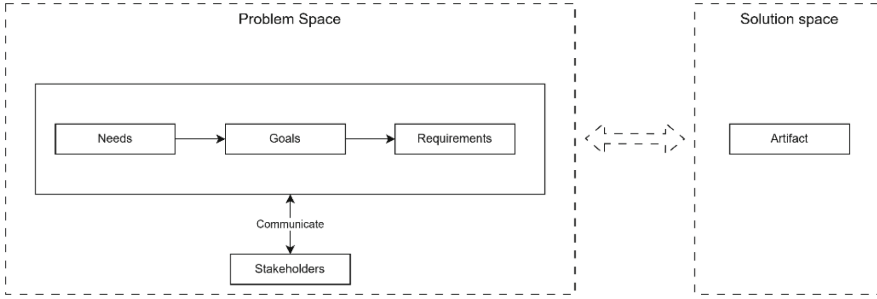 Problem Space
Solution space
Needs
Goals
Requirements
Artifact
Communicate
Stakeholders